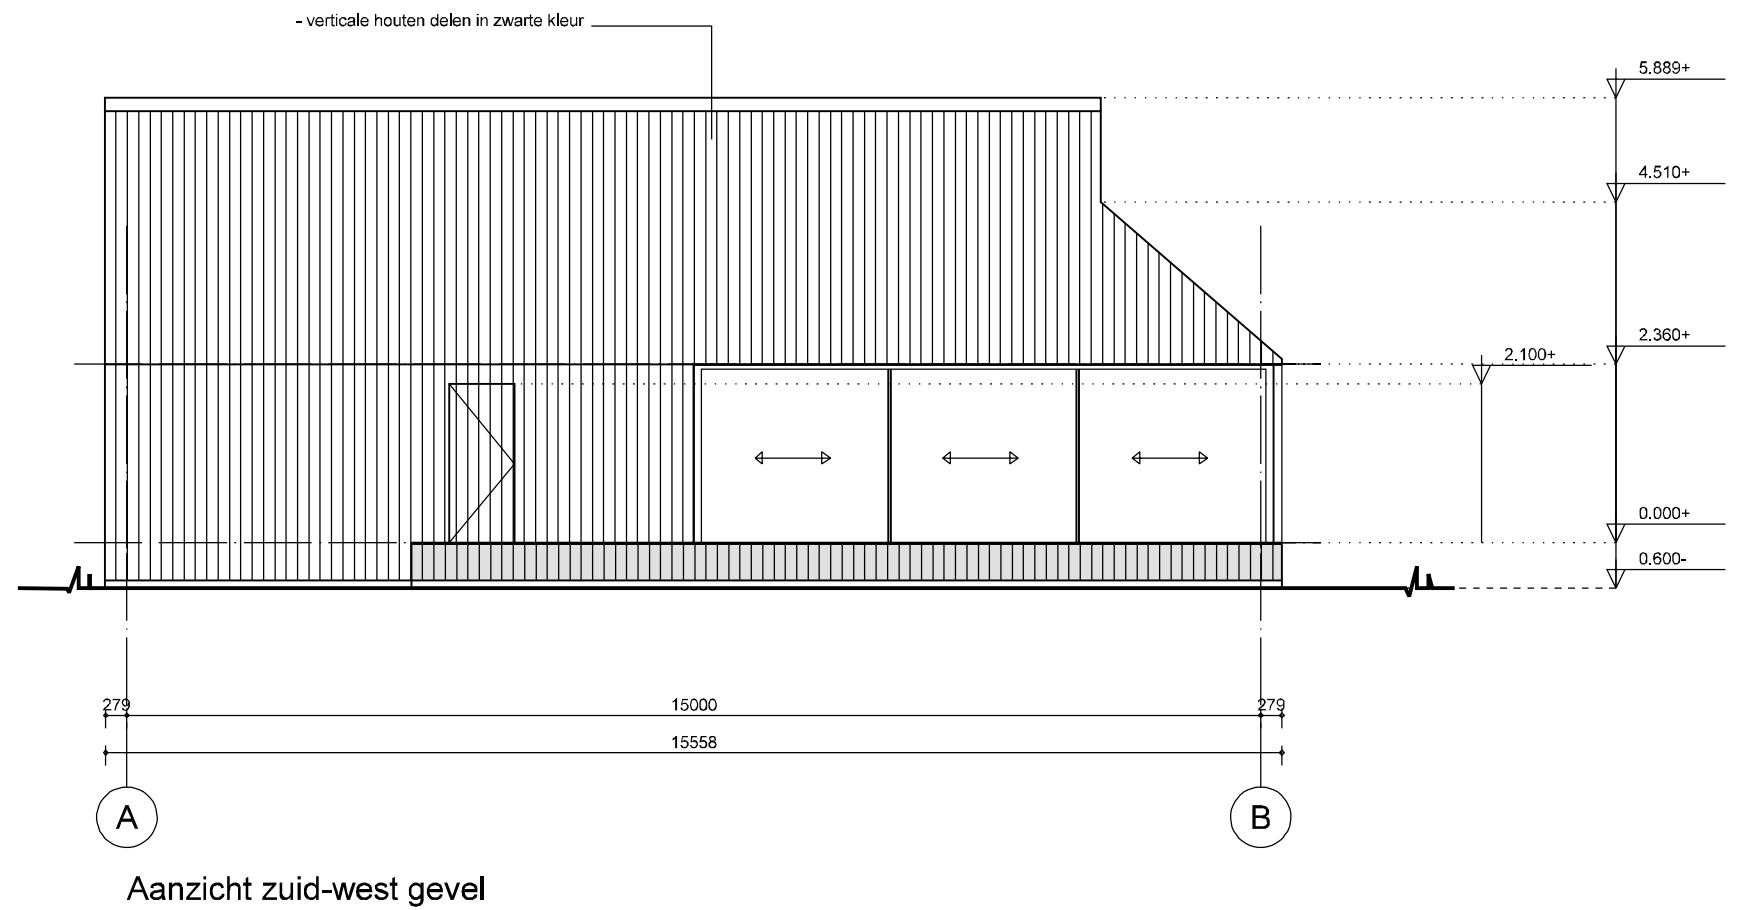 - verticale houten delen in zwarte kleur
5.889+
4.510+
2.360+
2.100+
0.000+
0.600-
279
15000
279
15558
A
B
Aanzicht zuid-west gevel